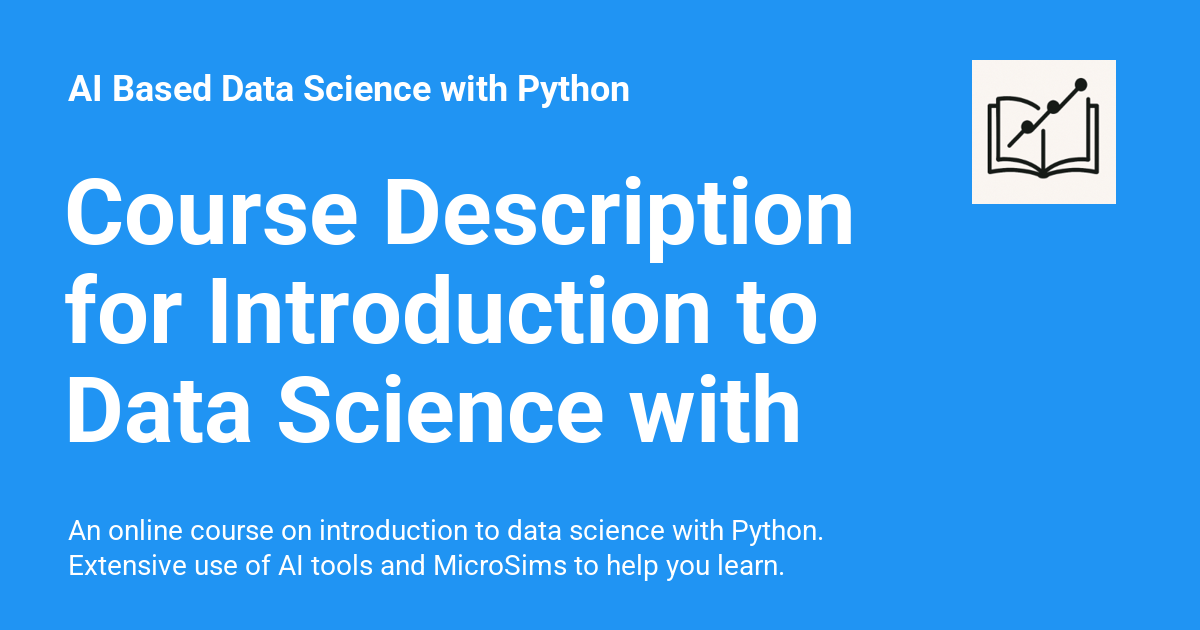 AI Based Data Science with Python
Course Description
for Introduction to
Data Science with
An online course on introduction to data science with Python.
Extensive use of AI tools and MicroSims to help you learn.